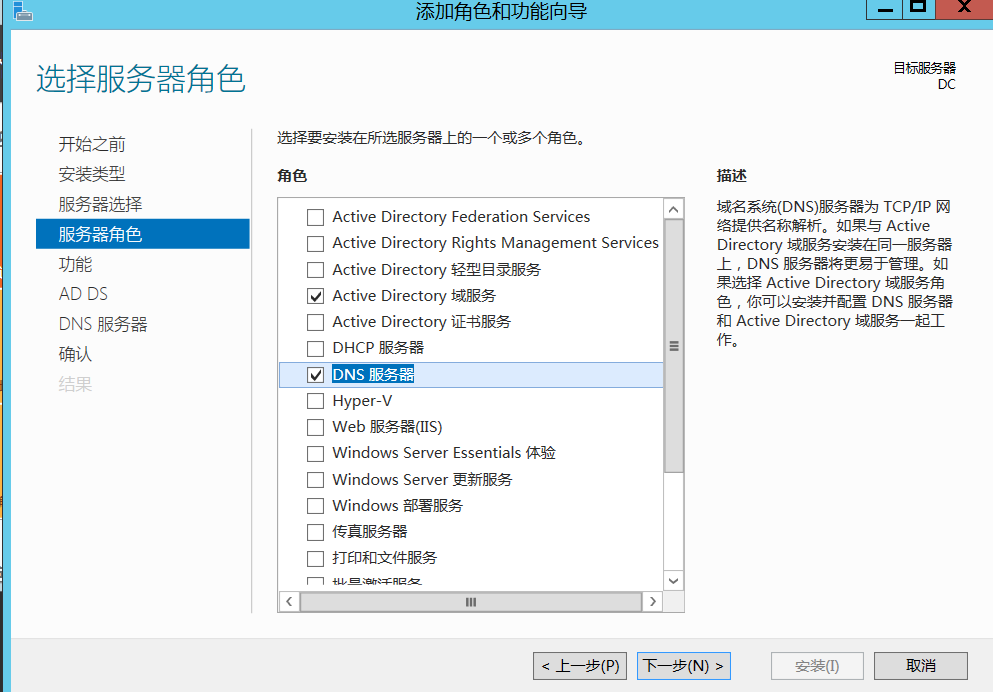 添加角色和功能向导
选择服务器角色
目标服务器
DC
开始之前
安装类型
服务器选择
服务器角色
功能
AD DS
DNS 服务器
确认
结果
选择要安装在所选服务器上的一个或多个角色。
角色
Active Directory Federation Services
Active Directory Rights Management Services
Active Directory 轻型目录服务
Active Directory 域服务
Active Directory 证书服务
DHCP 服务器
DNS 服务器
Hyper-V
Web 服务器(IIS)
Windows Server Essentials 体验
Windows Server 更新服务
Windows 部署服务
传真服务器
打印和文件服务
批量激活服务
描述
域名系统(DNS)服务器为 TCP/IP 网
络提供名称解析。如果与 Active
Directory 域服务安装在同一服务器
上，DNS 服务器将更易于管理。如
果选择 Active Directory 域服务角
色，你可以安装并配置 DNS 服务器
和 Active Directory 域服务一起工
作。
< 上一步(P)
下一步(N) >
安装(I)
取消